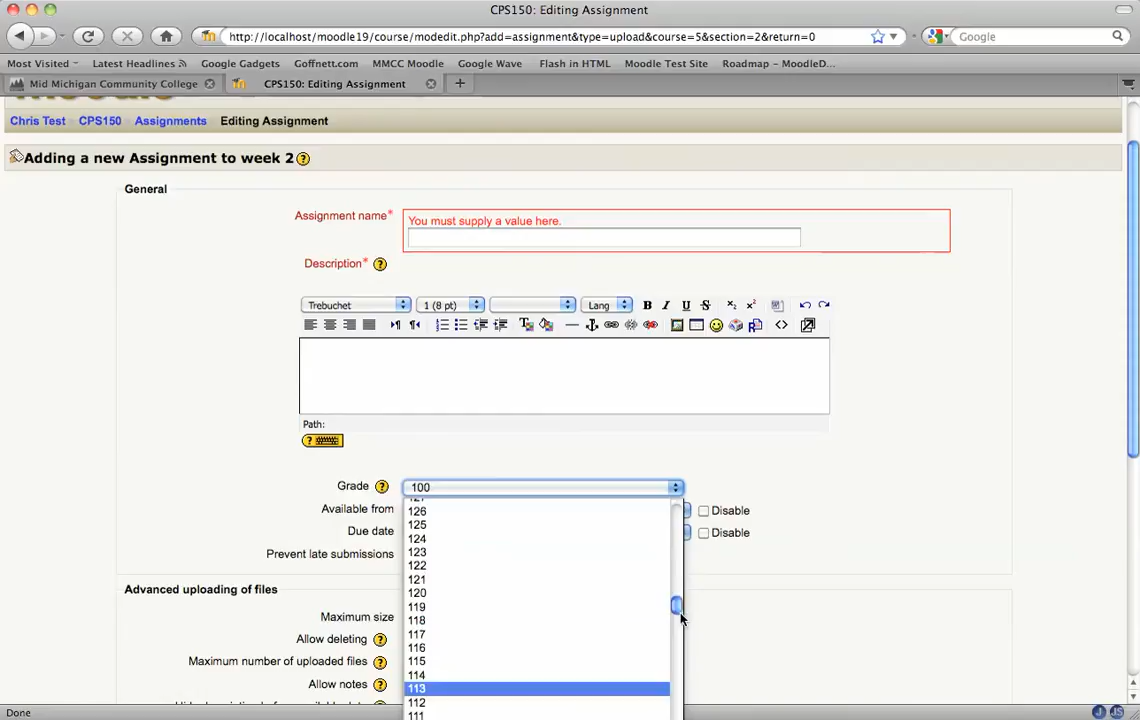 CPS150: Editing Assignment
http://localhost/moodle19/course/modedit.php?add=assignment&type=upload&course=5&section=2&return=0
Google
Most Visited Latest Headlines Google Gadgets Goffnett.com MMCC Moodle Google Wave Flash in HTML Moodle Test Site Roadmap - MoodleD...
Mid Michigan Community College CPS150: Editing Assignment
Chris Test CPS150 Assignments Editing Assignment
Adding a new Assignment to week 2 ?
General
Assignment name*
You must supply a value here.
Description* ?
Trebuchet 1 (8 pt) Lang B I U S
Path:
?
Grade ? 100
Available from Disable
Due date Disable
Prevent late submissions
126
125
124
123
122
121
120
119
118
117
116
115
114
113
112
111
Advanced uploading of files
Maximum size
Allow deleting ?
Maximum number of uploaded files ?
Allow notes ?
Done